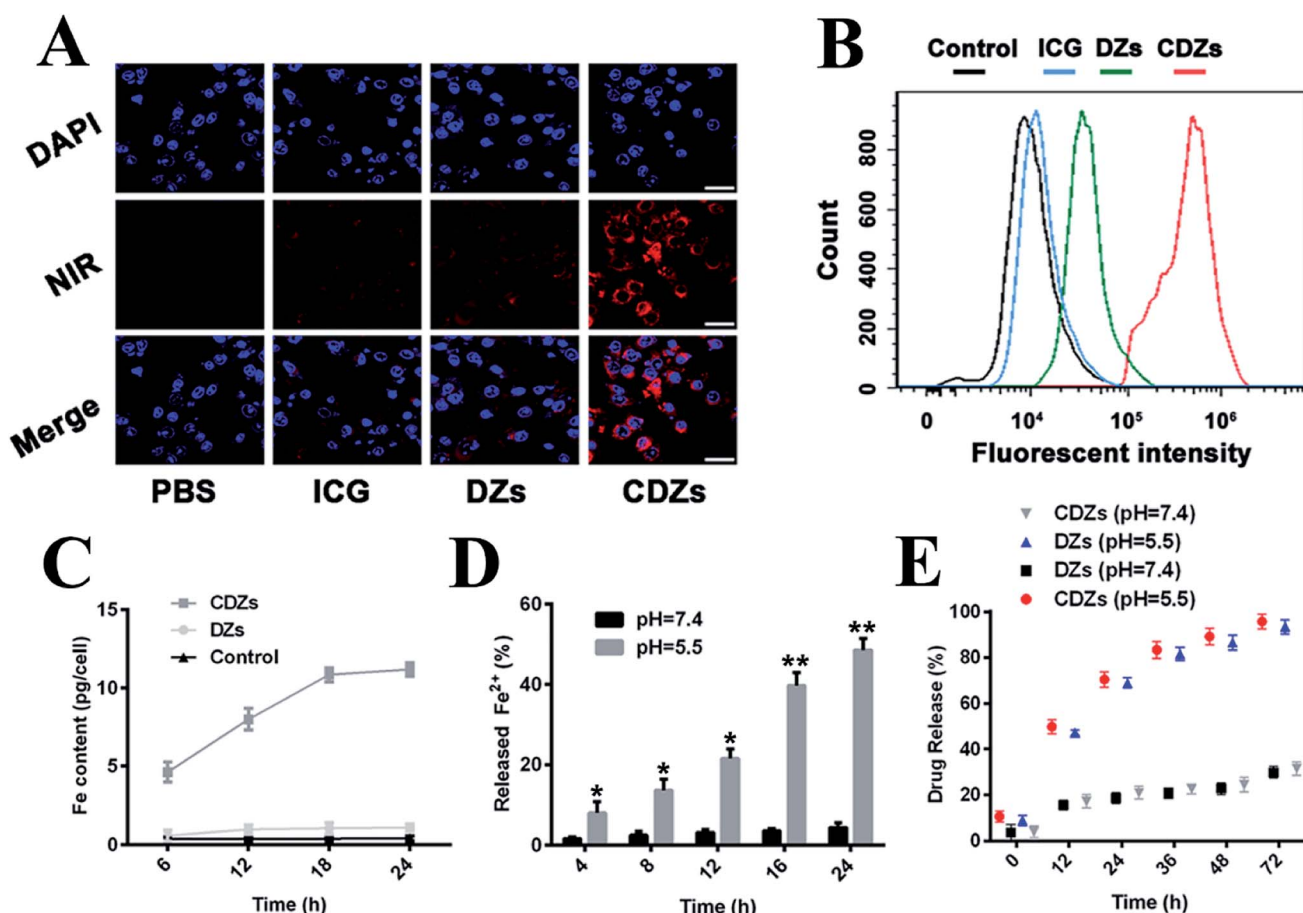 A
DAPI
NIR
Merge
PBS ICG DZs CDZs
B
Control ICG DZs CDZs
Count
800
600
400
200
0
0 10⁴ 10⁵ 10⁶
Fluorescent intensity
C
CDZs
DZs
Control
Fe content (pg/cell)
15
10
5
0
6 12 18 24
Time (h)
D
pH=7.4
pH=5.5
Released Fe²⁺ (%)
60
40
20
0
* * * ** **
4 8 12 16 24
Time (h)
E
CDZs (pH=7.4)
DZs (pH=5.5)
DZs (pH=7.4)
CDZs (pH=5.5)
Drug Release (%)
100
80
60
40
20
0
0 12 24 36 48 72
Time (h)